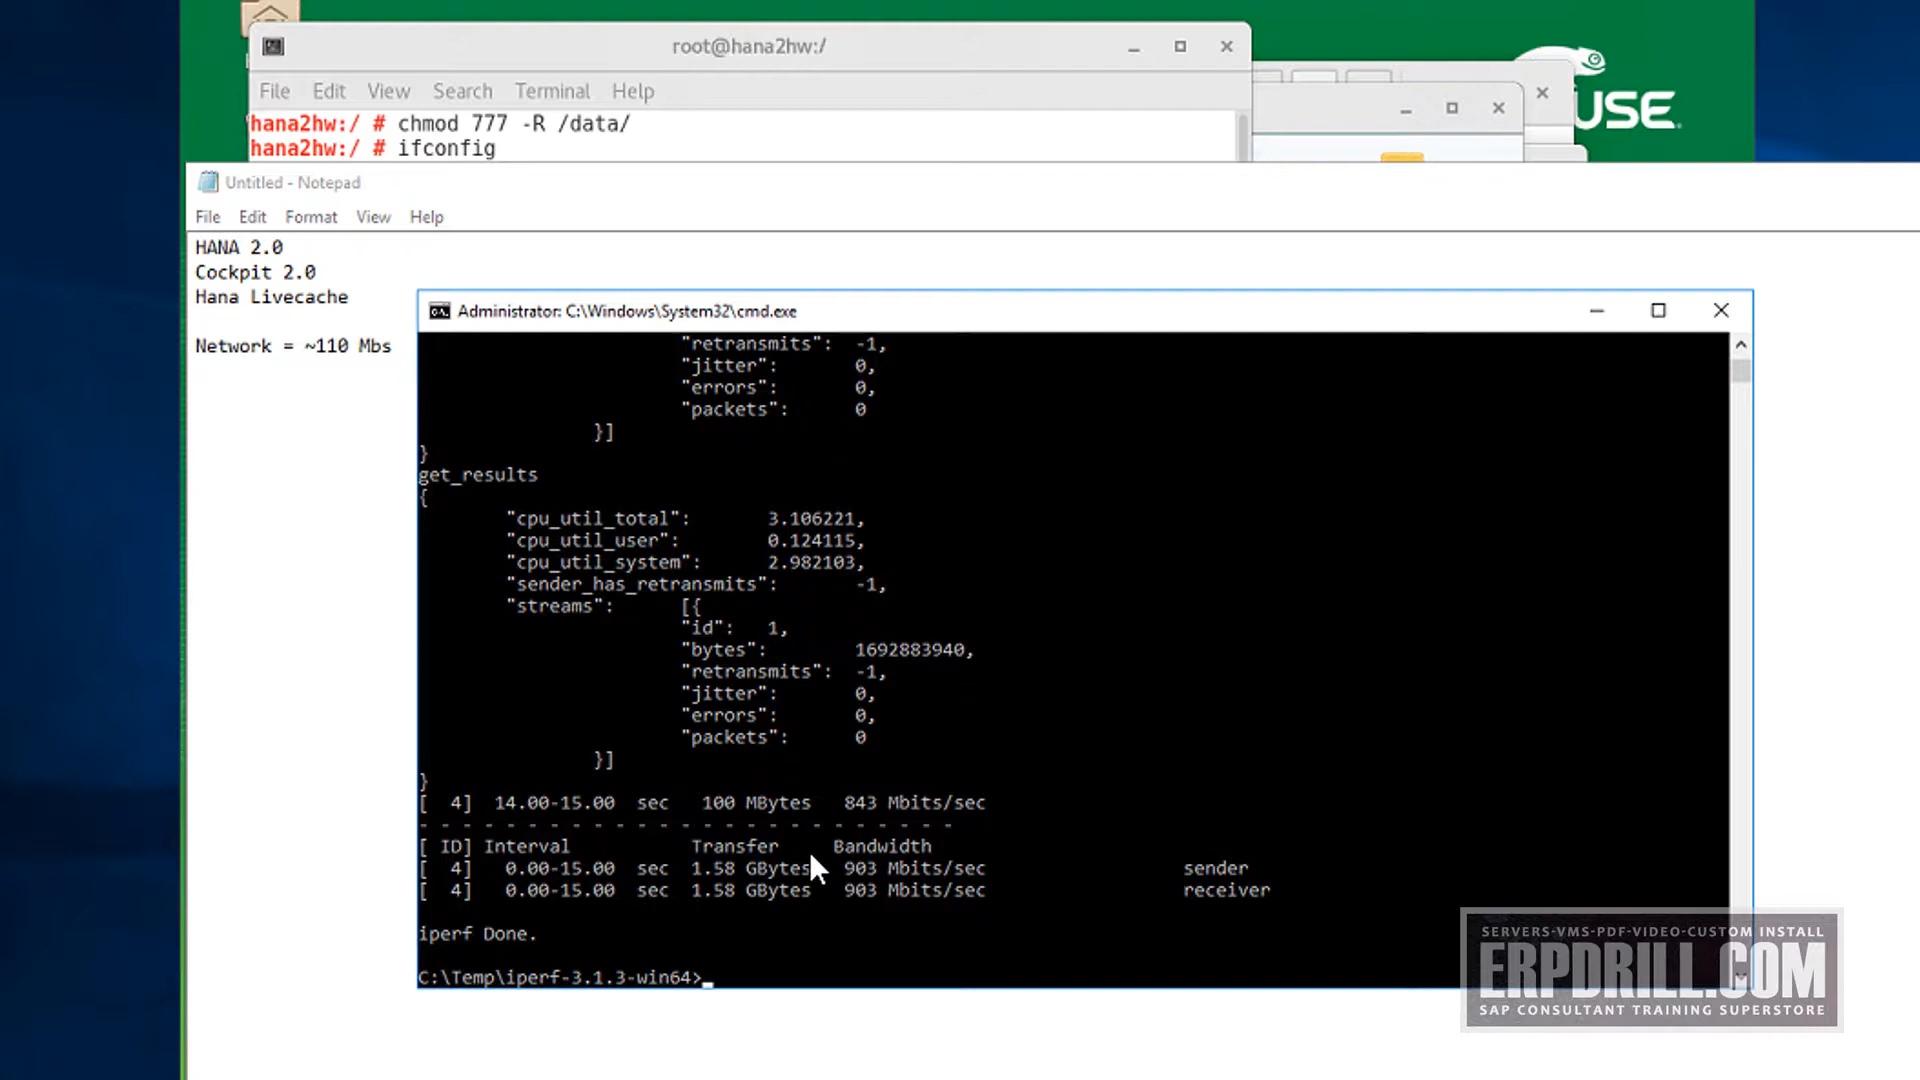 root@hana2hw:/
File Edit View Search Terminal Help
hana2hw:/ # chmod 777 -R /data/
hana2hw:/ # ifconfig
USE
Untitled - Notepad
File Edit Format View Help
HANA 2.0
Cockpit 2.0
Hana Livecache
Network = ~110 Mbs
Administrator: C:\Windows\System32\cmd.exe
"retransmits": -1,
"jitter": 0,
"errors": 0,
"packets": 0
}]
}
get_results
{
"cpu_util_total": 3.106221,
"cpu_util_user": 0.124115,
"cpu_util_system": 2.982103,
"sender_has_retransmits": -1,
"streams": [{
"id": 1,
"bytes": 1692883940,
"retransmits": -1,
"jitter": 0,
"errors": 0,
"packets": 0
}]
}
[ 4] 14.00-15.00 sec 100 MBytes 843 Mbits/sec
- - - - - - - - - - - - - - - - - - - - - - - - -
[ ID] Interval Transfer Bandwidth
[ 4] 0.00-15.00 sec 1.58 GBytes 903 Mbits/sec sender
[ 4] 0.00-15.00 sec 1.58 GBytes 903 Mbits/sec receiver
iperf Done.
C:\Temp\iperf-3.1.3-win64>
SERVERS-VMS-PDF-VIDEO-CUSTOM INSTALL
ERPDRILL.COM
SAP CONSULTANT TRAINING SUPERSTORE